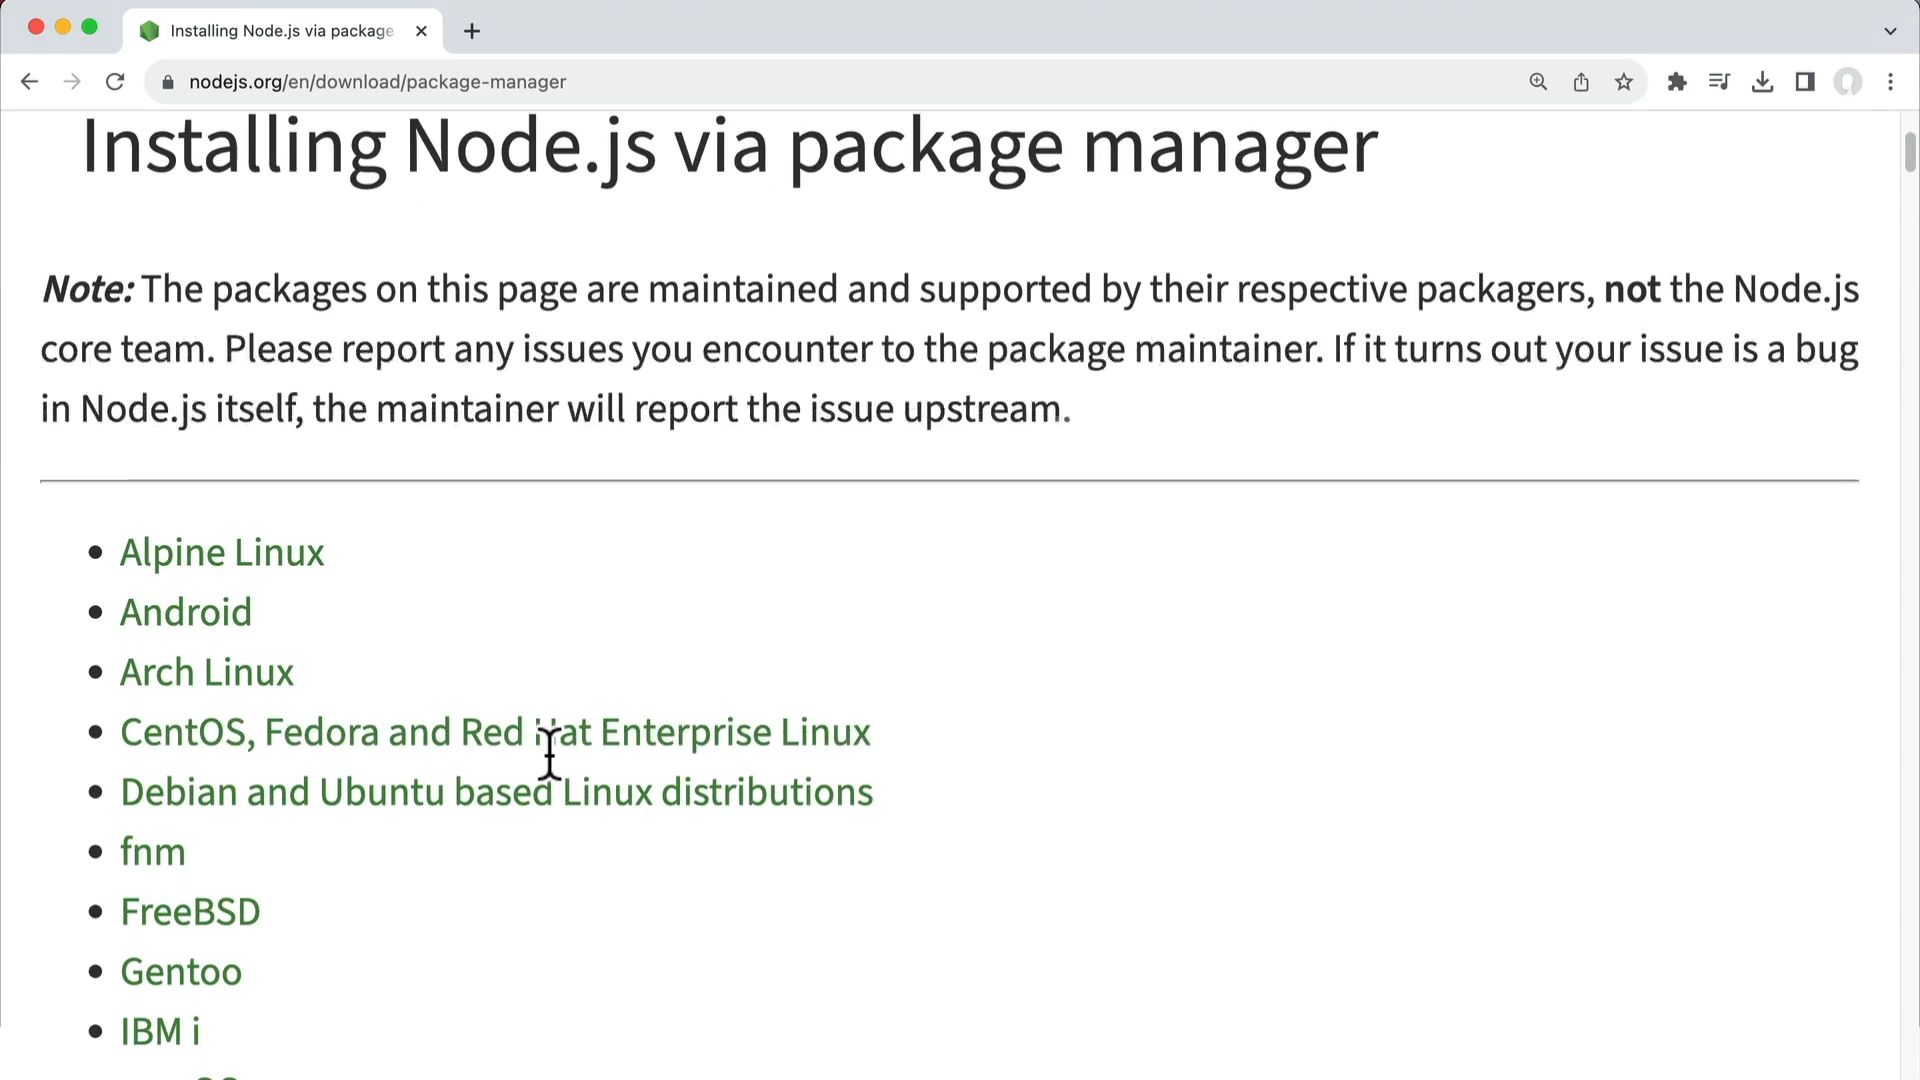 Installing Node.js via package
nodejs.org/en/download/package-manager
Installing Node.js via package manager
Note: The packages on this page are maintained and supported by their respective packagers, not the Node.js
core team. Please report any issues you encounter to the package maintainer. If it turns out your issue is a bug
in Node.js itself, the maintainer will report the issue upstream.
Alpine Linux
Android
Arch Linux
CentOS, Fedora and Red Hat Enterprise Linux
Debian and Ubuntu based Linux distributions
fnm
FreeBSD
Gentoo
IBM i